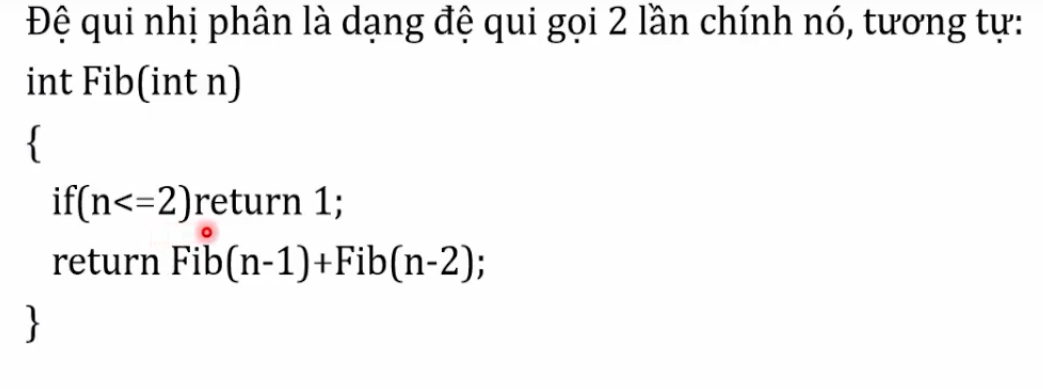 Đệ qui nhị phân là dạng đệ qui gọi 2 lần chính nó, tương tự:
int Fib(int n)
{
if(n<=2)return 1;
return Fib(n-1)+Fib(n-2);
}